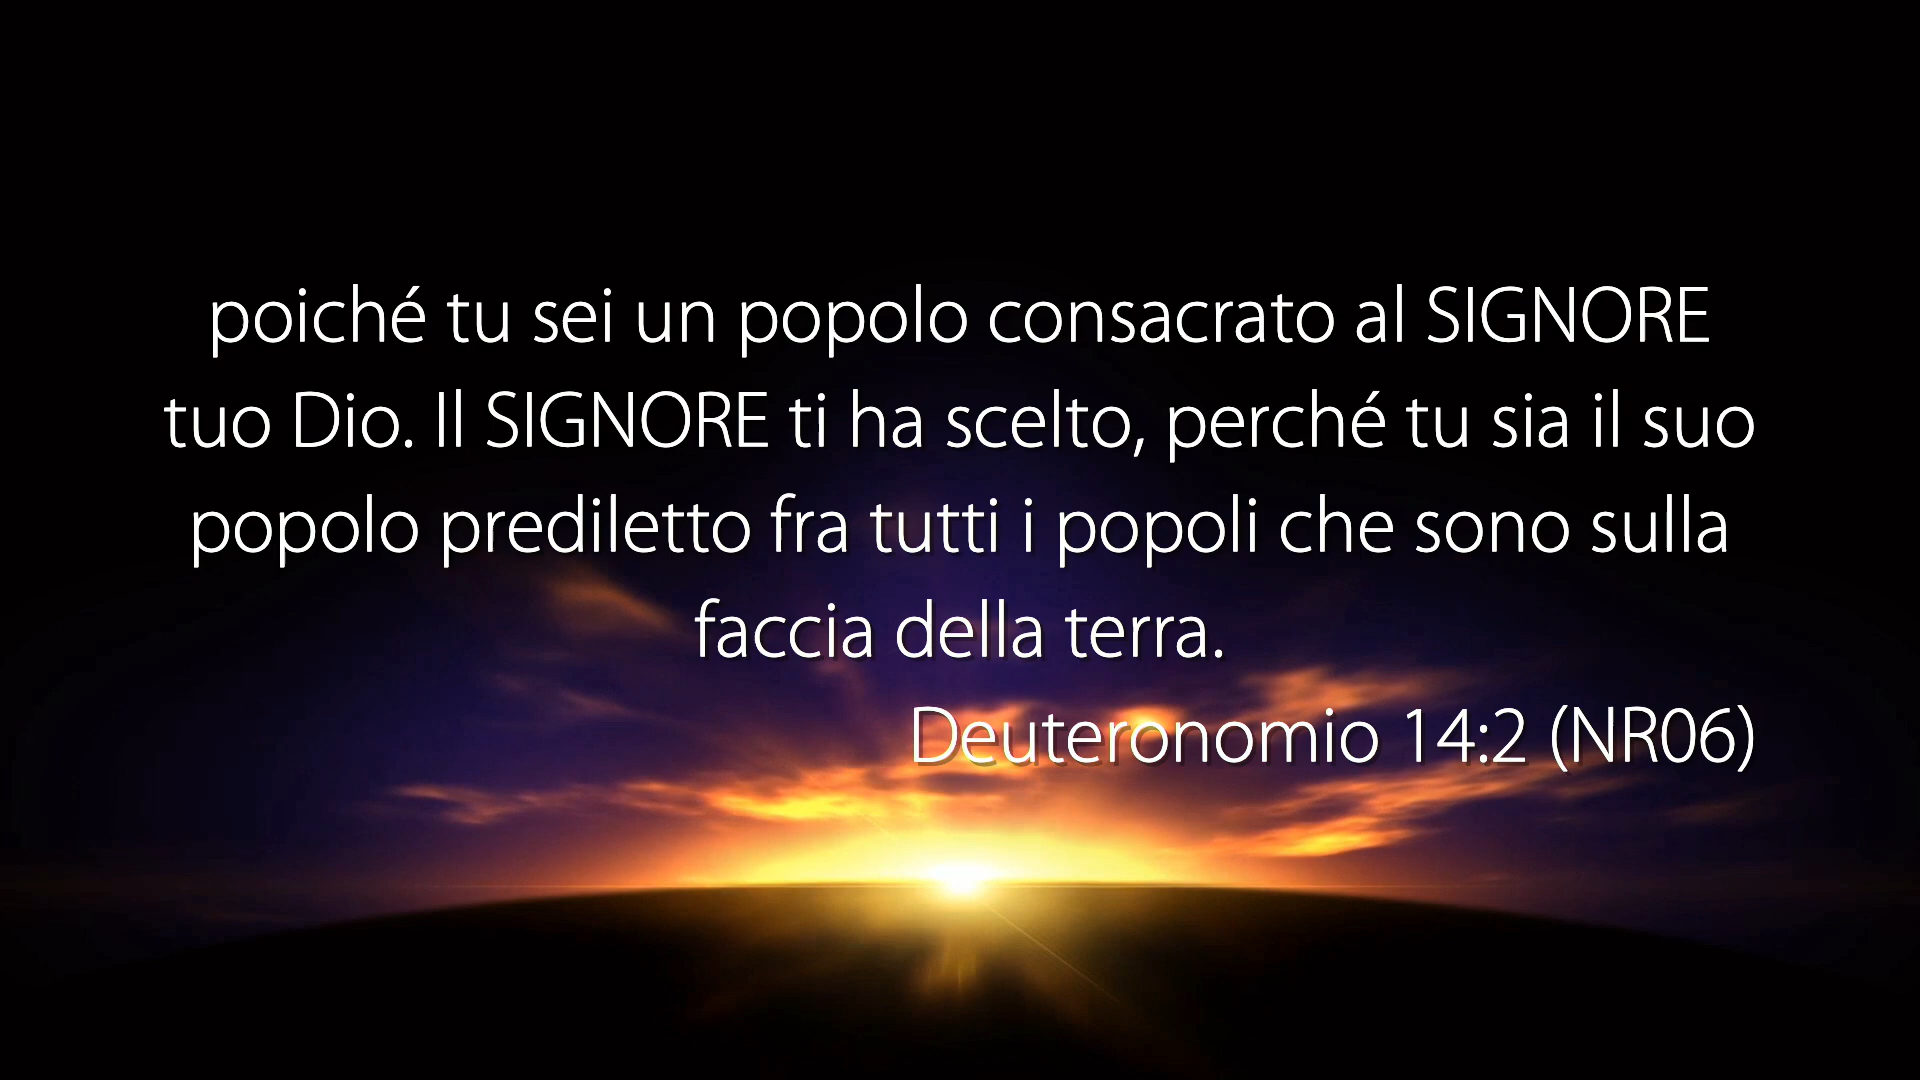 poiché tu sei un popolo consacrato al SIGNORE
tuo Dio. Il SIGNORE ti ha scelto, perché tu sia il suo
popolo prediletto fra tutti i popoli che sono sulla
faccia della terra.
Deuteronomio 14:2 (NR06)